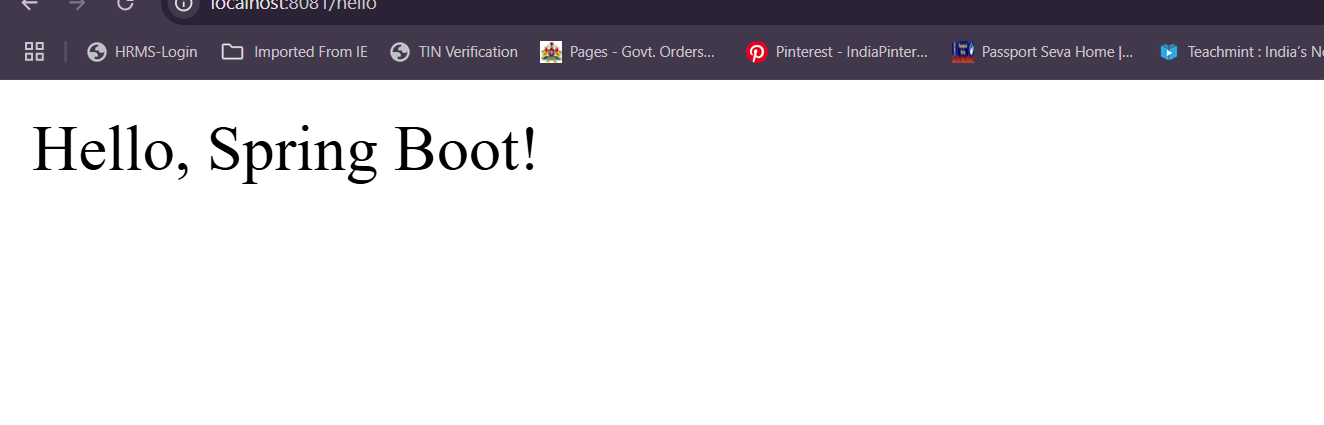 localhost:8081/hello
HRMS-Login Imported From IE TIN Verification Pages - Govt. Orders... Pinterest - IndiaPinter... Passport Seva Home |... Teachmint : India's N
Hello, Spring Boot!